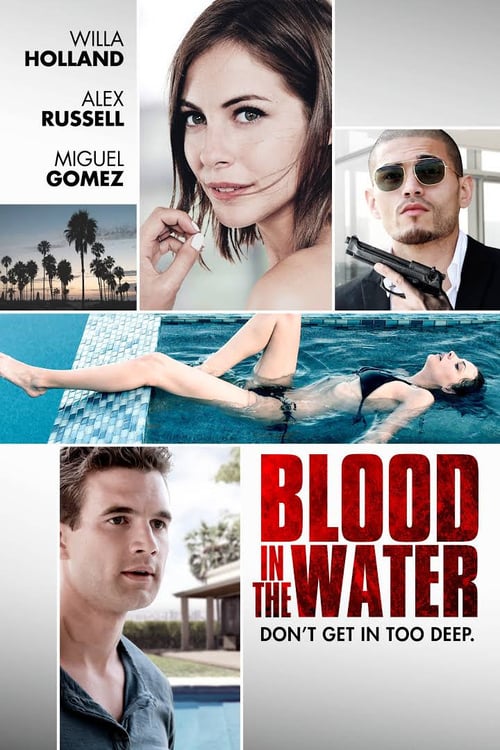 WILLA
HOLLAND
ALEX
RUSSELL
MIGUEL
GOMEZ
BLOOD
IN THE WATER
DON'T GET IN TOO DEEP.